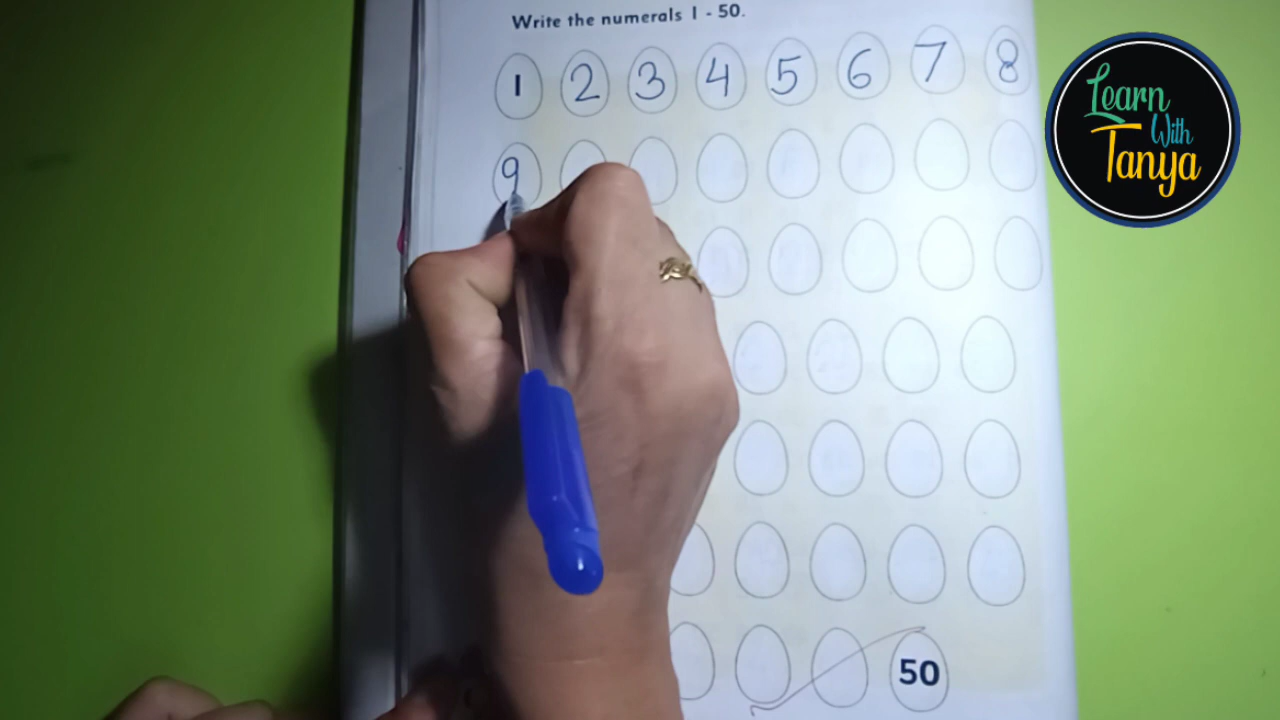 Write the numerals 1 - 50.
1 2 3 4 5 6 7 8
9
50
Learn
With
Tanya